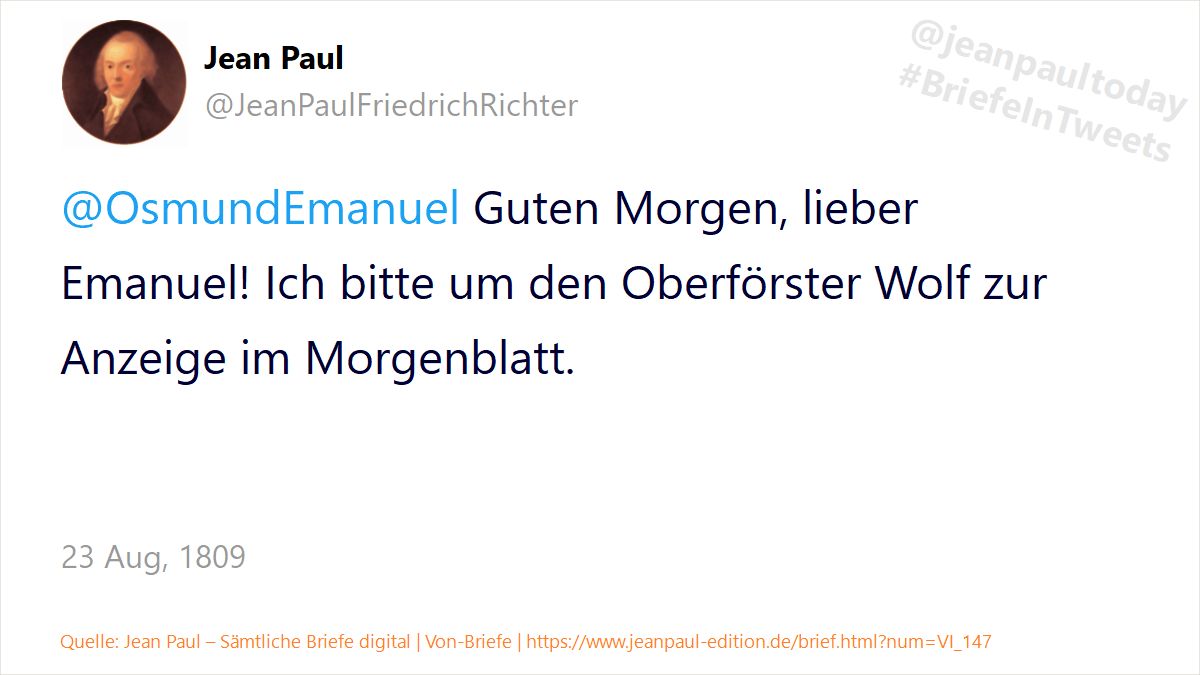 Jean Paul
@JeanPaulFriedrichRichter
@jeanpaultoday
#BriefeInTweets
@OsmundEmanuel Guten Morgen, lieber
Emanuel! Ich bitte um den Oberförster Wolf zur
Anzeige im Morgenblatt.
23 Aug, 1809
Quelle: Jean Paul – Sämtliche Briefe digital | Von-Briefe | https://www.jeanpaul-edition.de/brief.html?num=VI_147